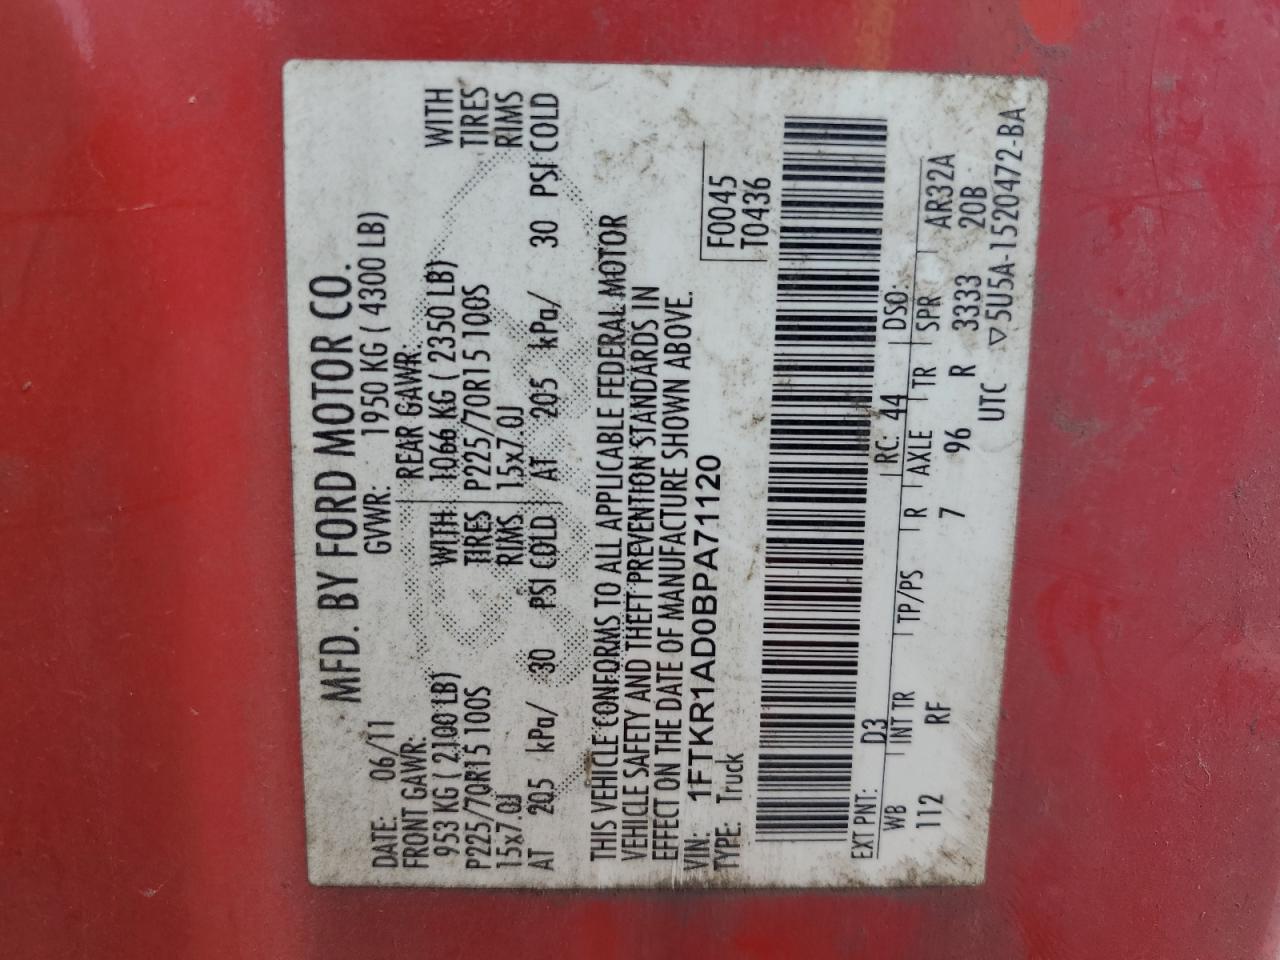 MFD. BY FORD MOTOR CO.
DATE: 06/11 GVWR: 1950 KG ( 4300 LB)
FRONT GAWR: REAR GAWR:
953 KG ( 2100 LB) WITH 1066 KG ( 2350 LB) WITH
P225/70R15 100S TIRES P225/70R15 100S TIRES
15x7.0J RIMS 15x7.0J RIMS
AT 205 kPa/ 30 PSI COLD AT 205 kPa/ 30 PSI COLD
THIS VEHICLE CONFORMS TO ALL APPLICABLE FEDERAL MOTOR
VEHICLE SAFETY AND THEFT PREVENTION STANDARDS IN
EFFECT ON THE DATE OF MANUFACTURE SHOWN ABOVE.
VIN: 1FTKR1AD0BPA71120 F0045
TYPE: Truck T0436
EXT PNT: D3 RC: 44 DSO:
WB INT TR TP/PS R AXLE TR SPR AR32A
112 RF 7 96 R 3333 20B
UTC ▽5U5A-1520472-BA